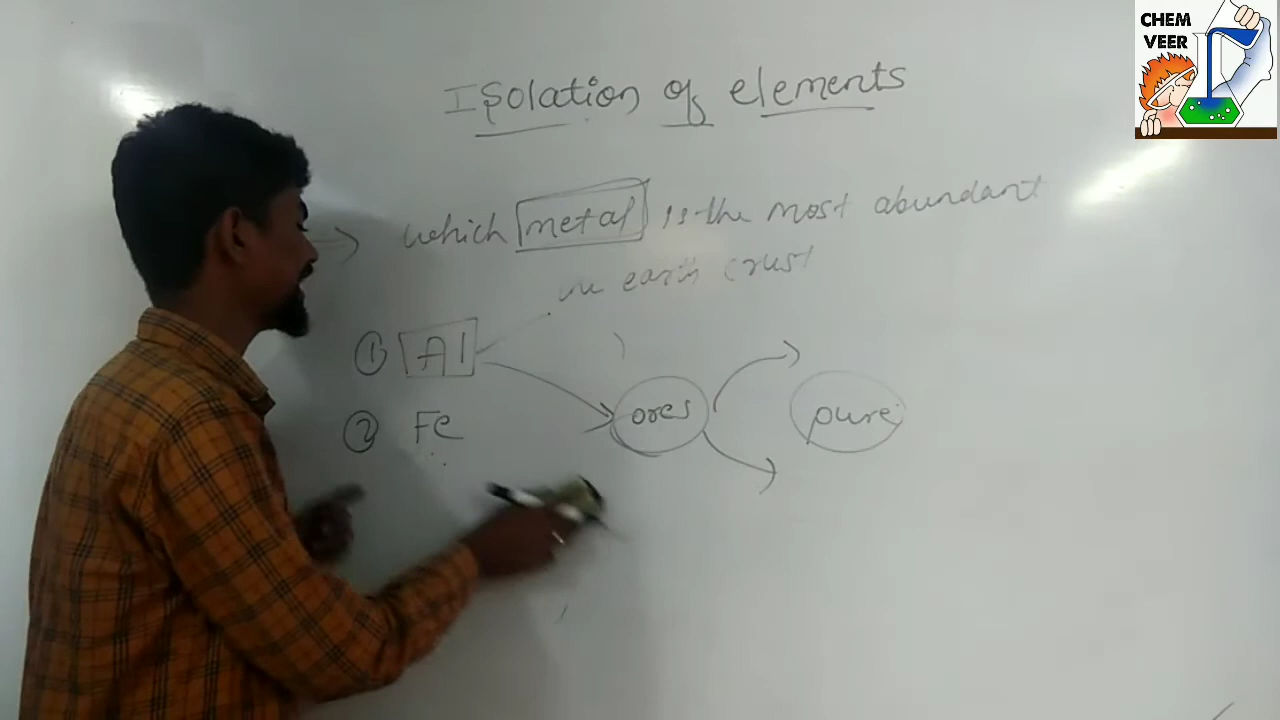 CHEM
VEER
Isolation of elements
which metal is the most abundant
in earth crust
① Al
② Fe
ores
pure